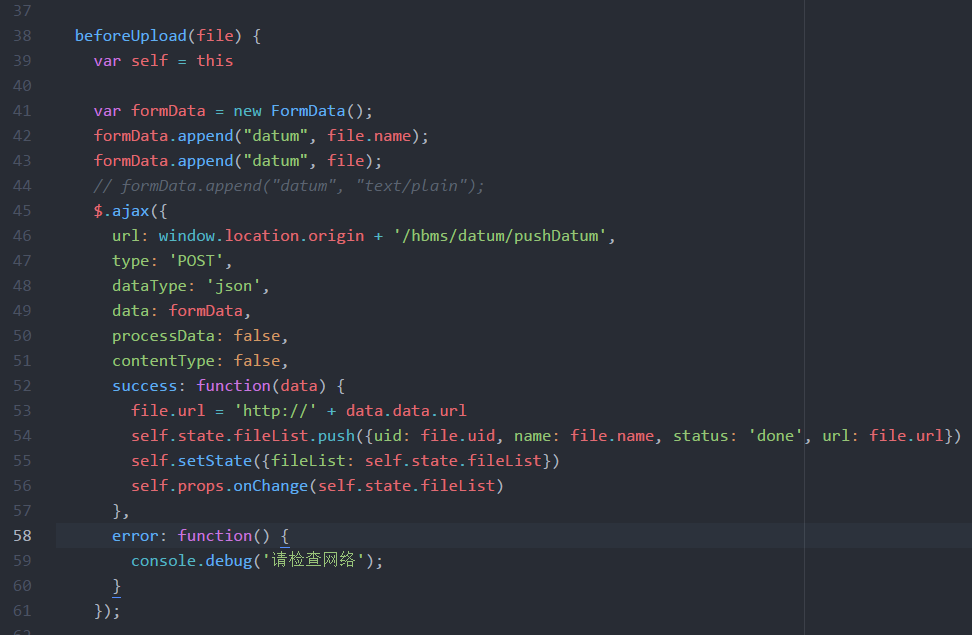 37
38 beforeUpload(file) {
39 var self = this
40
41 var formData = new FormData();
42 formData.append("datum", file.name);
43 formData.append("datum", file);
44 // formData.append("datum", "text/plain");
45 $.ajax({
46 url: window.location.origin + '/hbms/datum/pushDatum',
47 type: 'POST',
48 dataType: 'json',
49 data: formData,
50 processData: false,
51 contentType: false,
52 success: function(data) {
53 file.url = 'http://' + data.data.url
54 self.state.fileList.push({uid: file.uid, name: file.name, status: 'done', url: file.url})
55 self.setState({fileList: self.state.fileList})
56 self.props.onChange(self.state.fileList)
57 },
58 error: function() {
59 console.debug('请检查网络');
60 }
61 });